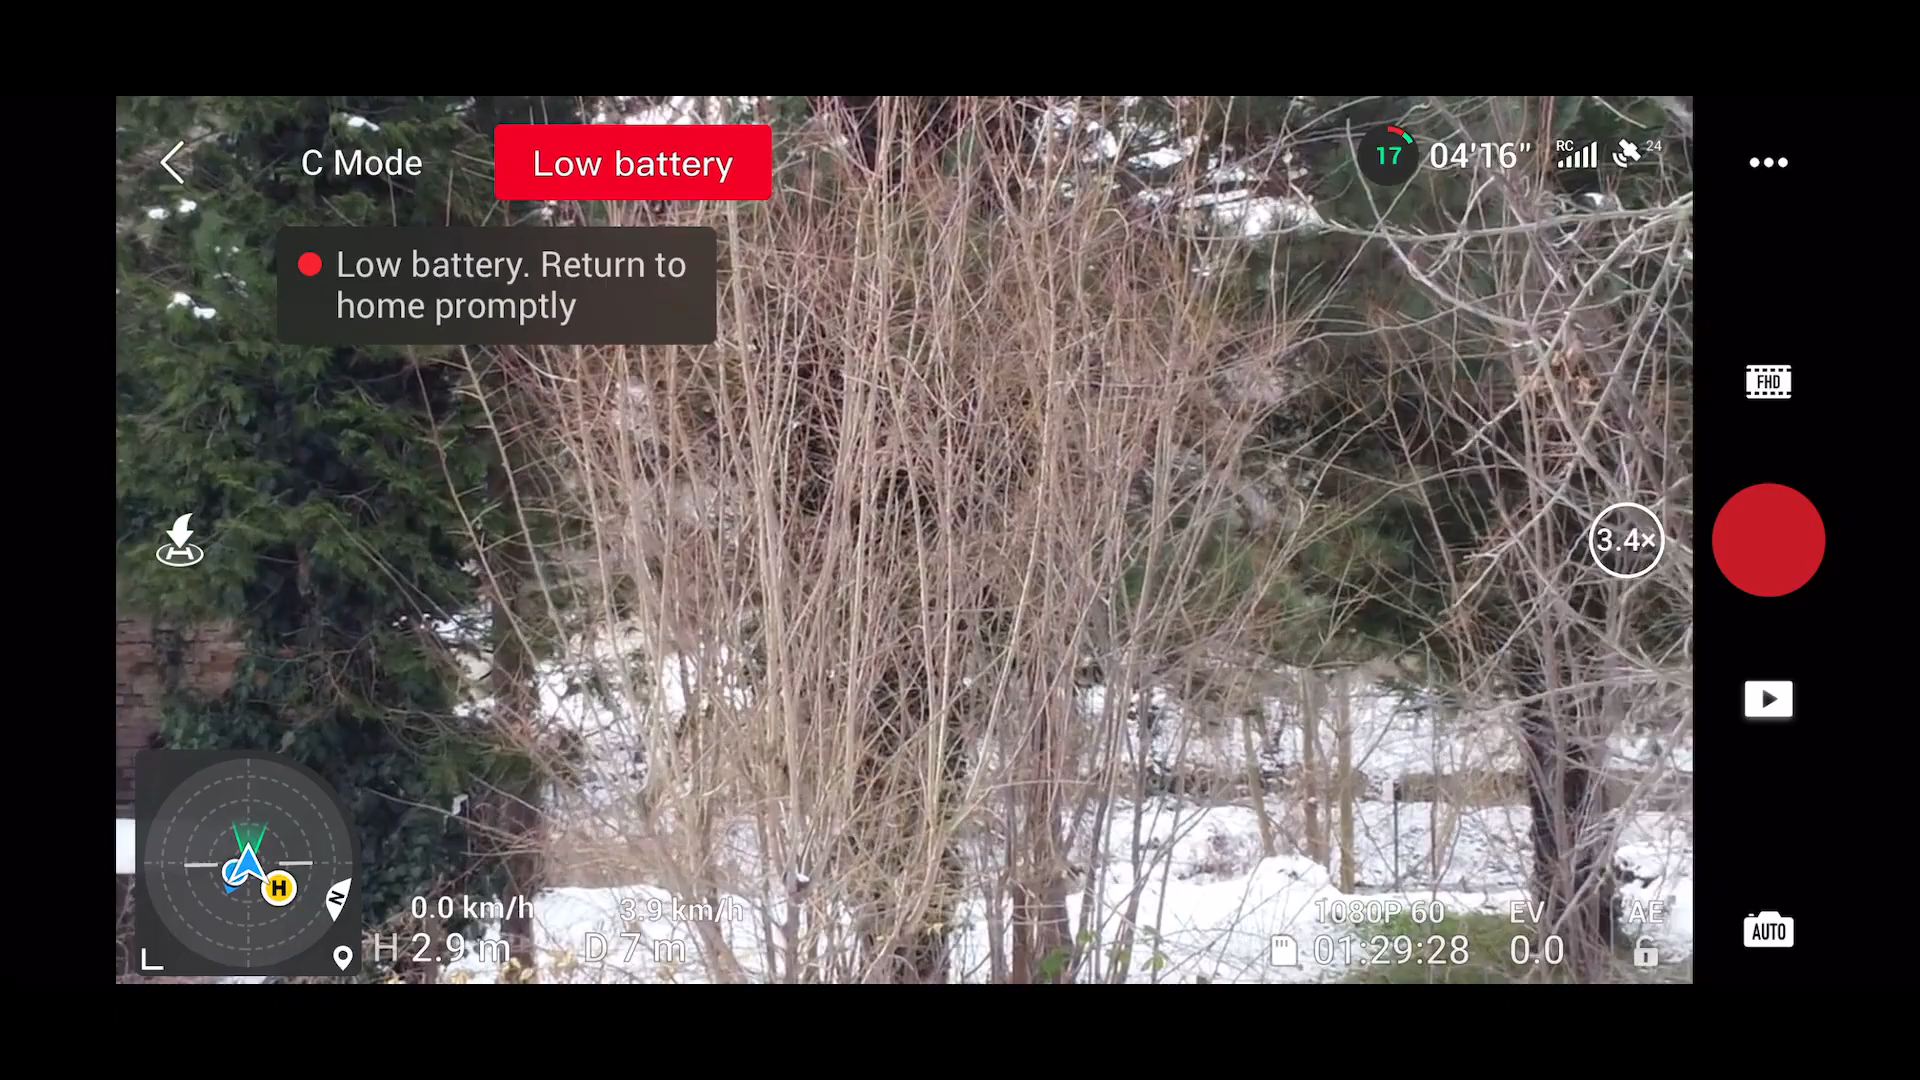 C Mode
Low battery
17
04'16"
RC
24
Low battery. Return to
home promptly
FHD
3.4×
H
N
0.0 km/h
3.9 km/h
H 2.9 m
D 7 m
1080P 60
EV
AE
01:29:28
0.0
AUTO